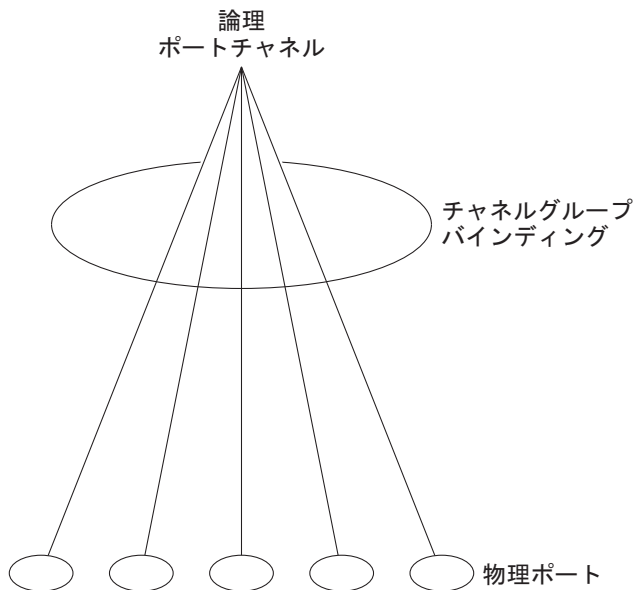 論理
ポートチャネル
チャネルグループ
バインディング
物理ポート